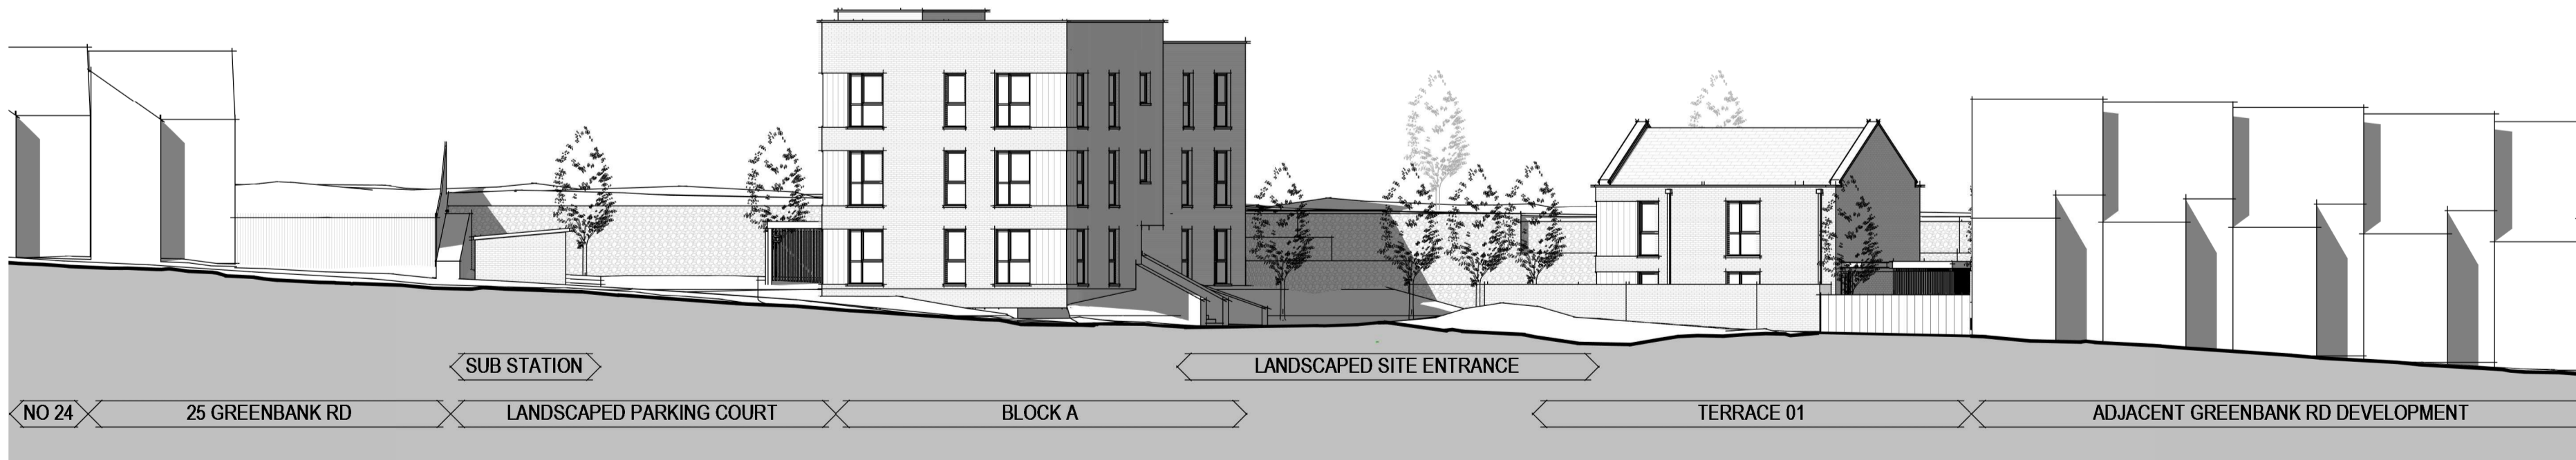 SUB STATION
LANDSCAPED SITE ENTRANCE
NO 24
25 GREENBANK RD
LANDSCAPED PARKING COURT
BLOCK A
TERRACE 01
ADJACENT GREENBANK RD DEVELOPMENT